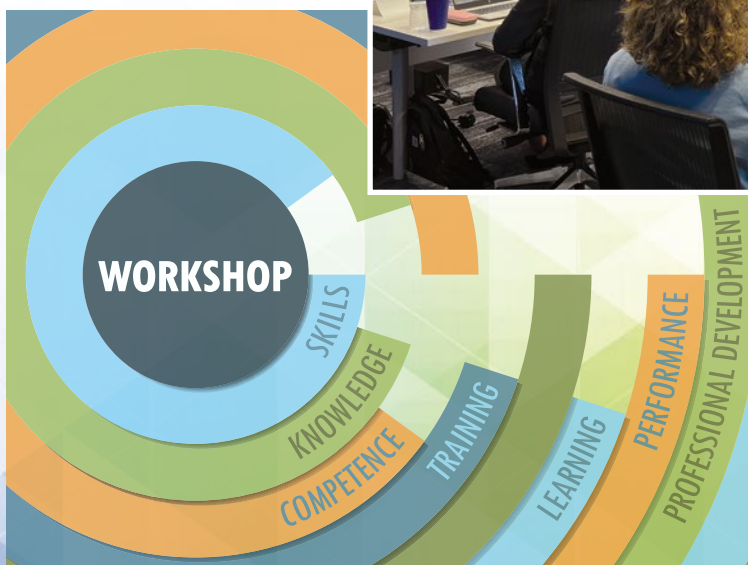 WORKSHOP
SKILLS
KNOWLEDGE
COMPETENCE
TRAINING
LEARNING
PERFORMANCE
PROFESSIONAL DEVELOPMENT